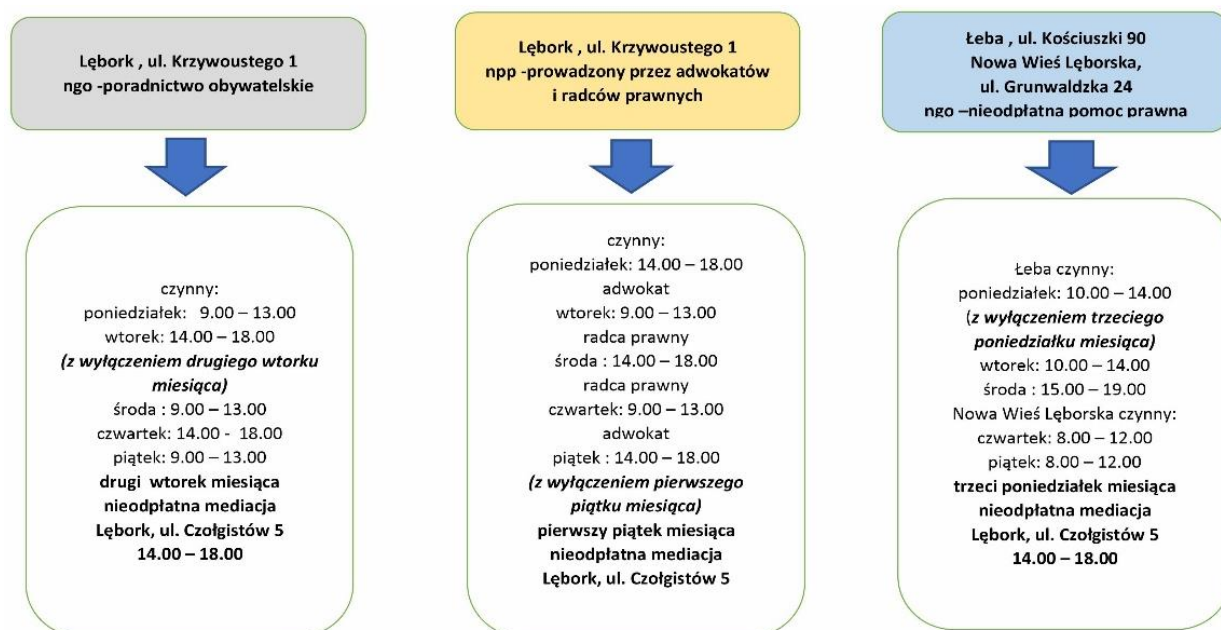 Lębork , ul. Krzywoustego 1
ngo -poradnictwo obywatelskie
czynny:
poniedziałek: 9.00 – 13.00
wtorek: 14.00 – 18.00
(z wyłączeniem drugiego wtorku
miesiąca)
środa : 9.00 – 13.00
czwartek: 14.00 - 18.00
piątek: 9.00 – 13.00
drugi wtorek miesiąca
nieodpłatna mediacja
Lębork, ul. Czołgistów 5
14.00 – 18.00
Lębork , ul. Krzywoustego 1
npp -prowadzony przez adwokatów
i radców prawnych
czynny:
poniedziałek: 14.00 – 18.00
adwokat
wtorek: 9.00 – 13.00
radca prawny
środa : 14.00 – 18.00
radca prawny
czwartek: 9.00 – 13.00
adwokat
piątek : 14.00 – 18.00
(z wyłączeniem pierwszego
piątku miesiąca)
pierwszy piątek miesiąca
nieodpłatna mediacja
Lębork, ul. Czołgistów 5
Łeba , ul. Kościuszki 90
Nowa Wieś Lęborska,
ul. Grunwaldzka 24
ngo –nieodpłatna pomoc prawna
Łeba czynny:
poniedziałek: 10.00 – 14.00
(z wyłączeniem trzeciego
poniedziałku miesiąca)
wtorek: 10.00 – 14.00
środa: 15.00 – 19.00
Nowa Wieś Lęborska czynny:
czwartek: 8.00 – 12.00
piątek: 8.00 – 12.00
trzeci poniedziałek miesiąca
nieodpłatna mediacja
Lębork, ul. Czołgistów 5
14.00 – 18.00